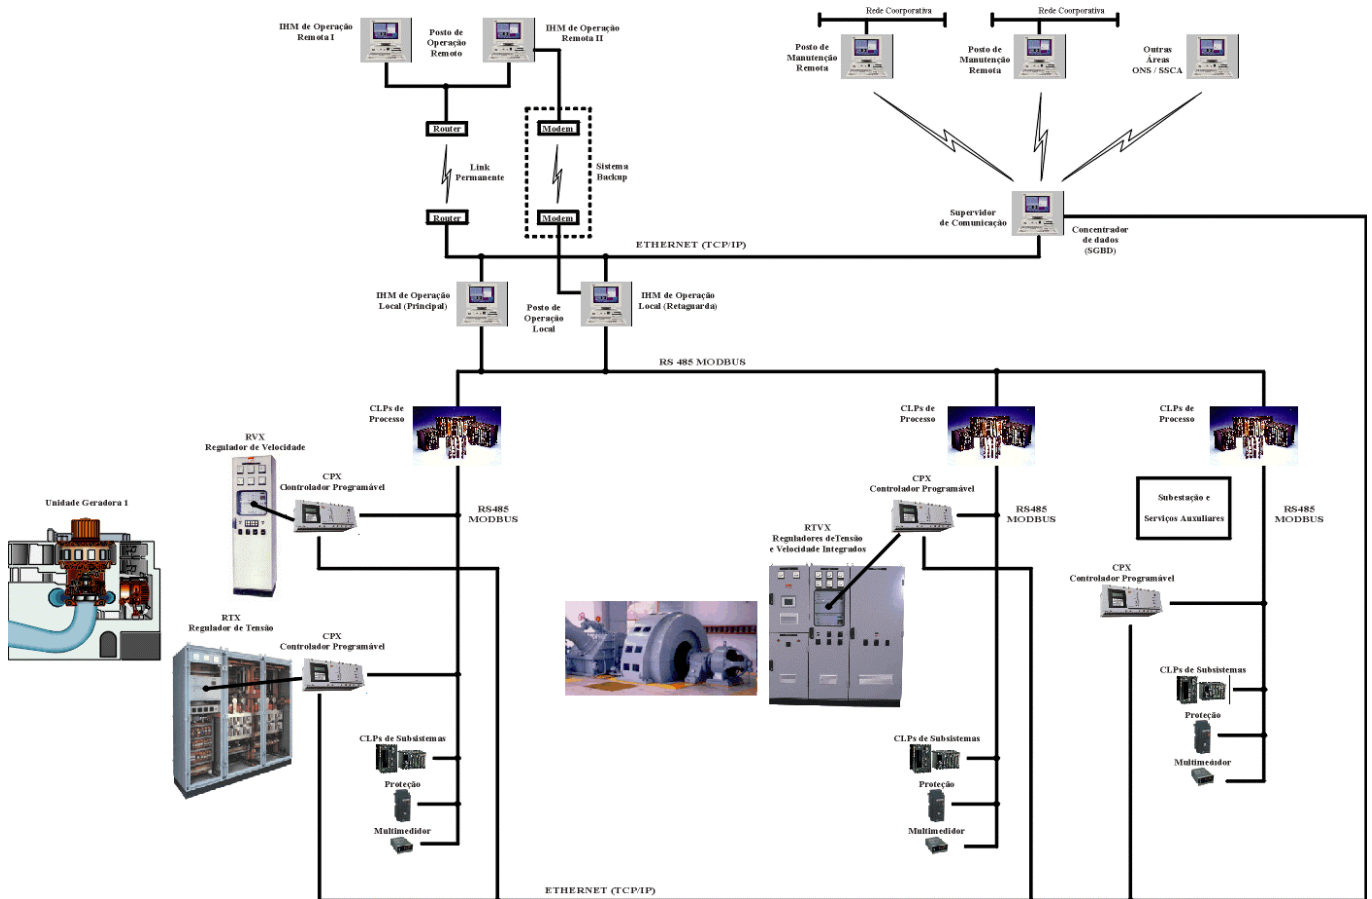 IHM de Operação
Remota I
Posto de
Operação
Remoto
IHM de Operação
Remota II
Rede Coorporativa
Rede Coorporativa
Posto de
Manutenção
Remota
Posto de
Manutenção
Remota
Outras
Áreas
ONS / SSCA
Router
Modem
Link
Permanente
Sistema
Backup
Router
Modem
Supervidor
de Comunicação
Concentrador
de dados
(SGBD)
ETHERNET (TCP/IP)
IHM de Operação
Local (Principal)
Posto de
Operação
Local
IHM de Operação
Local (Retaguarda)
RS 485 MODBUS
CLPs de
Processo
CLPs de
Processo
CLPs de
Processo
RVX
Regulador de Velocidade
CPX
Controlador Programável
RS485
MODBUS
Unidade Geradora 1
RTX
Regulador de Tensão
CPX
Controlador Programável
CLPs de Subsistemas
Proteção
Multimedidor
CPX
Controlador Programável
RS485
MODBUS
RTVX
Reguladores deTensão
e Velocidade Integrados
CLPs de Subsistemas
Proteção
Multimedidor
Subestação e
Serviços Auxuliares
RS485
MODBUS
CPX
Controlador Programável
CLPs de Subsistemas
Proteção
Multimedidor
ETHERNET (TCP/IP)